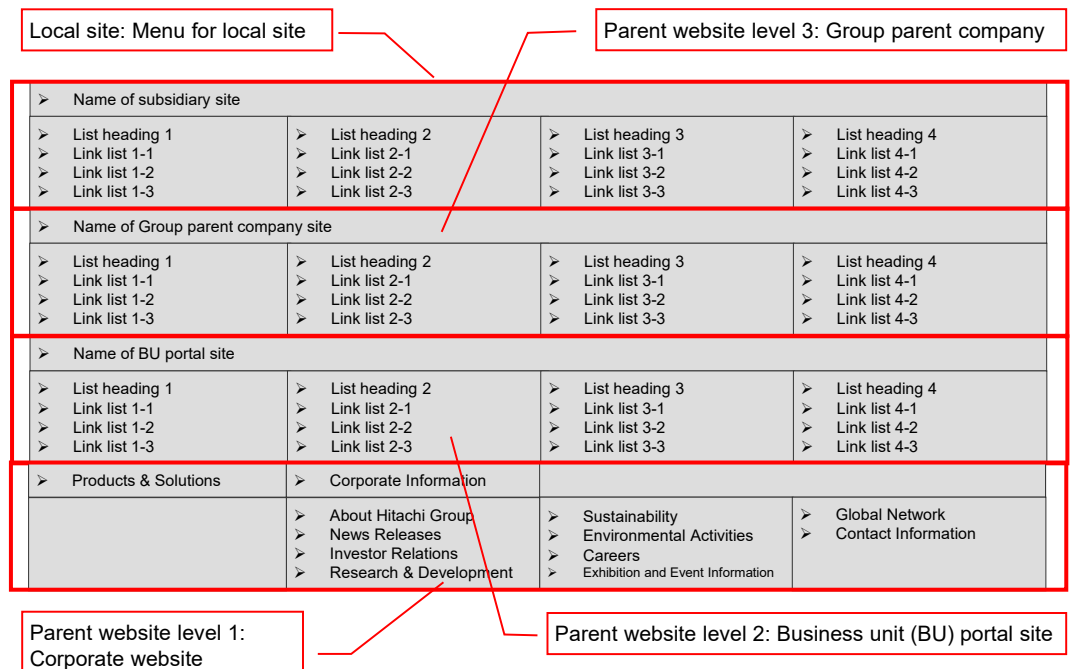 Local site: Menu for local site
Parent website level 3: Group parent company
➢ Name of subsidiary site
➢ List heading 1
➢ Link list 1-1
➢ Link list 1-2
➢ Link list 1-3
➢ List heading 2
➢ Link list 2-1
➢ Link list 2-2
➢ Link list 2-3
➢ List heading 3
➢ Link list 3-1
➢ Link list 3-2
➢ Link list 3-3
➢ List heading 4
➢ Link list 4-1
➢ Link list 4-2
➢ Link list 4-3
➢ Name of Group parent company site
➢ List heading 1
➢ Link list 1-1
➢ Link list 1-2
➢ Link list 1-3
➢ List heading 2
➢ Link list 2-1
➢ Link list 2-2
➢ Link list 2-3
➢ List heading 3
➢ Link list 3-1
➢ Link list 3-2
➢ Link list 3-3
➢ List heading 4
➢ Link list 4-1
➢ Link list 4-2
➢ Link list 4-3
➢ Name of BU portal site
➢ List heading 1
➢ Link list 1-1
➢ Link list 1-2
➢ Link list 1-3
➢ List heading 2
➢ Link list 2-1
➢ Link list 2-2
➢ Link list 2-3
➢ List heading 3
➢ Link list 3-1
➢ Link list 3-2
➢ Link list 3-3
➢ List heading 4
➢ Link list 4-1
➢ Link list 4-2
➢ Link list 4-3
➢ Products & Solutions
➢ Corporate Information
➢ About Hitachi Group
➢ News Releases
➢ Investor Relations
➢ Research & Development
➢ Sustainability
➢ Environmental Activities
➢ Careers
➢ Exhibition and Event Information
➢ Global Network
➢ Contact Information
Parent website level 1:
Corporate website
Parent website level 2: Business unit (BU) portal site